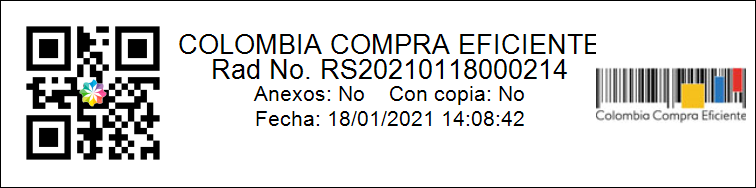 COLOMBIA COMPRA EFICIENTE
Rad No. RS20210118000214
Anexos: No    Con copia: No
Fecha: 18/01/2021 14:08:42
Colombia Compra Eficiente